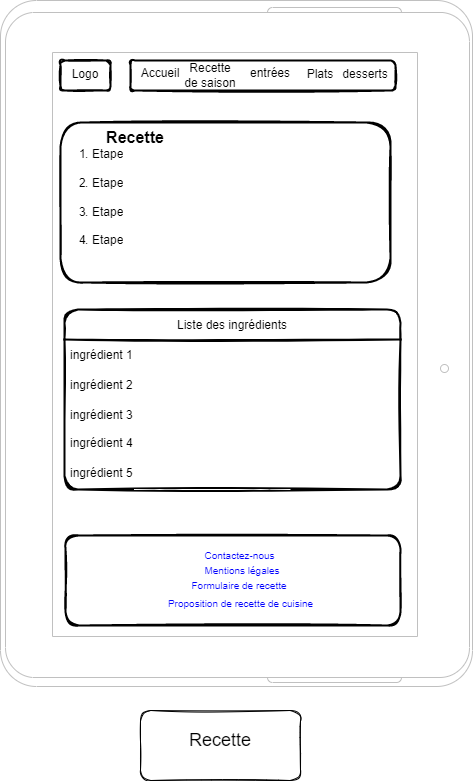 Logo
Accueil
Recette
de saison
entrées
Plats
desserts
Recette
1. Etape
2. Etape
3. Etape
4. Etape
Liste des ingrédients
ingrédient 1
ingrédient 2
ingrédient 3
ingrédient 4
ingrédient 5
Contactez-nous
Mentions légales
Formulaire de recette
Proposition de recette de cuisine
Recette